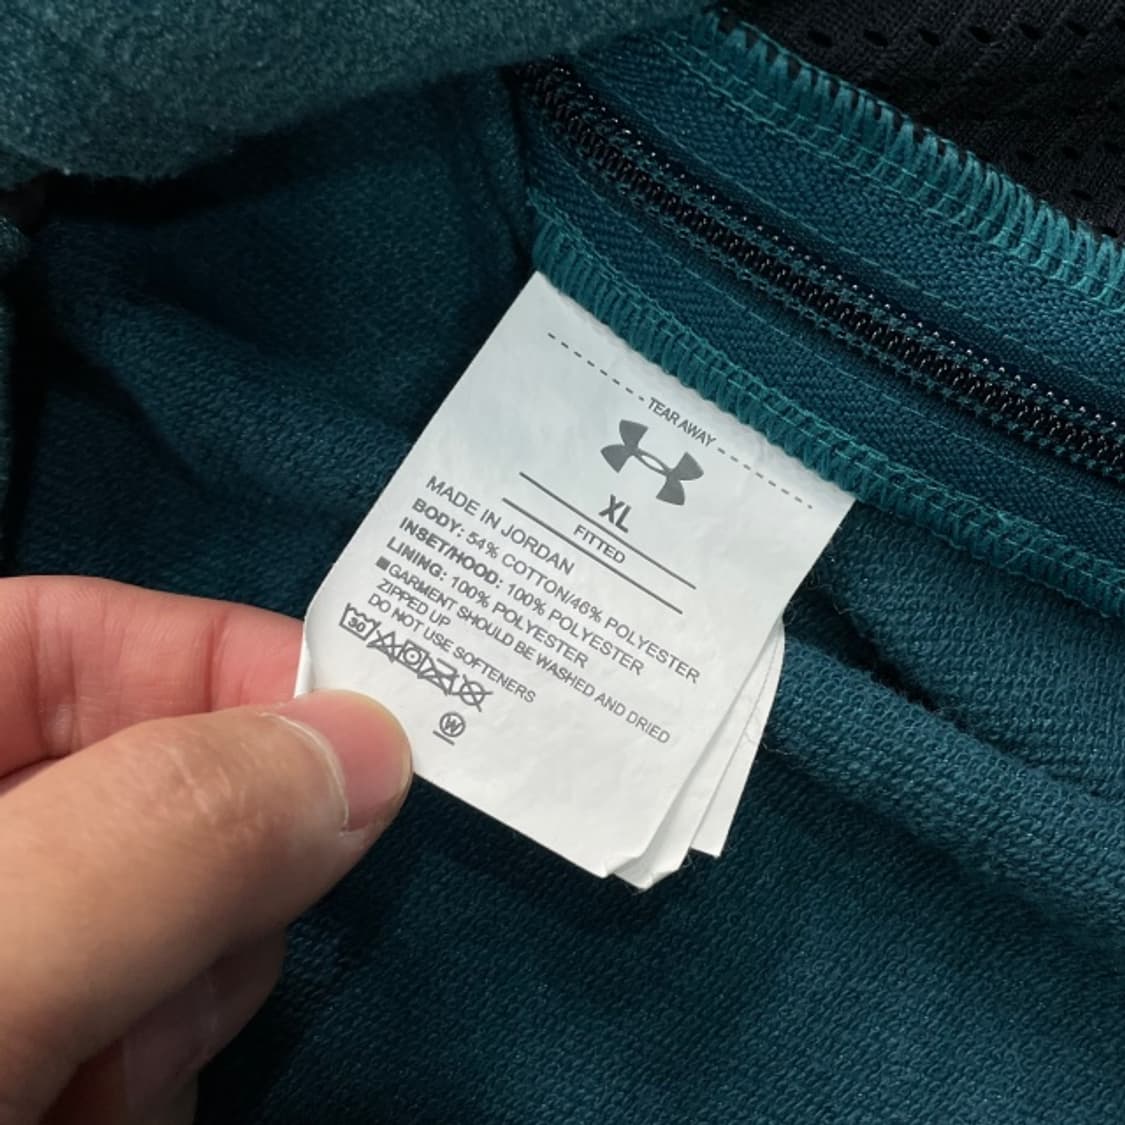 TEAR AWAY
XL
FITTED
MADE IN JORDAN
BODY: 54% COTTON/46% POLYESTER
INSET/HOOD: 100% POLYESTER
LINING: 100% POLYESTER
■GARMENT SHOULD BE WASHED AND DRIED
ZIPPED UP
DO NOT USE SOFTENERS
30
W